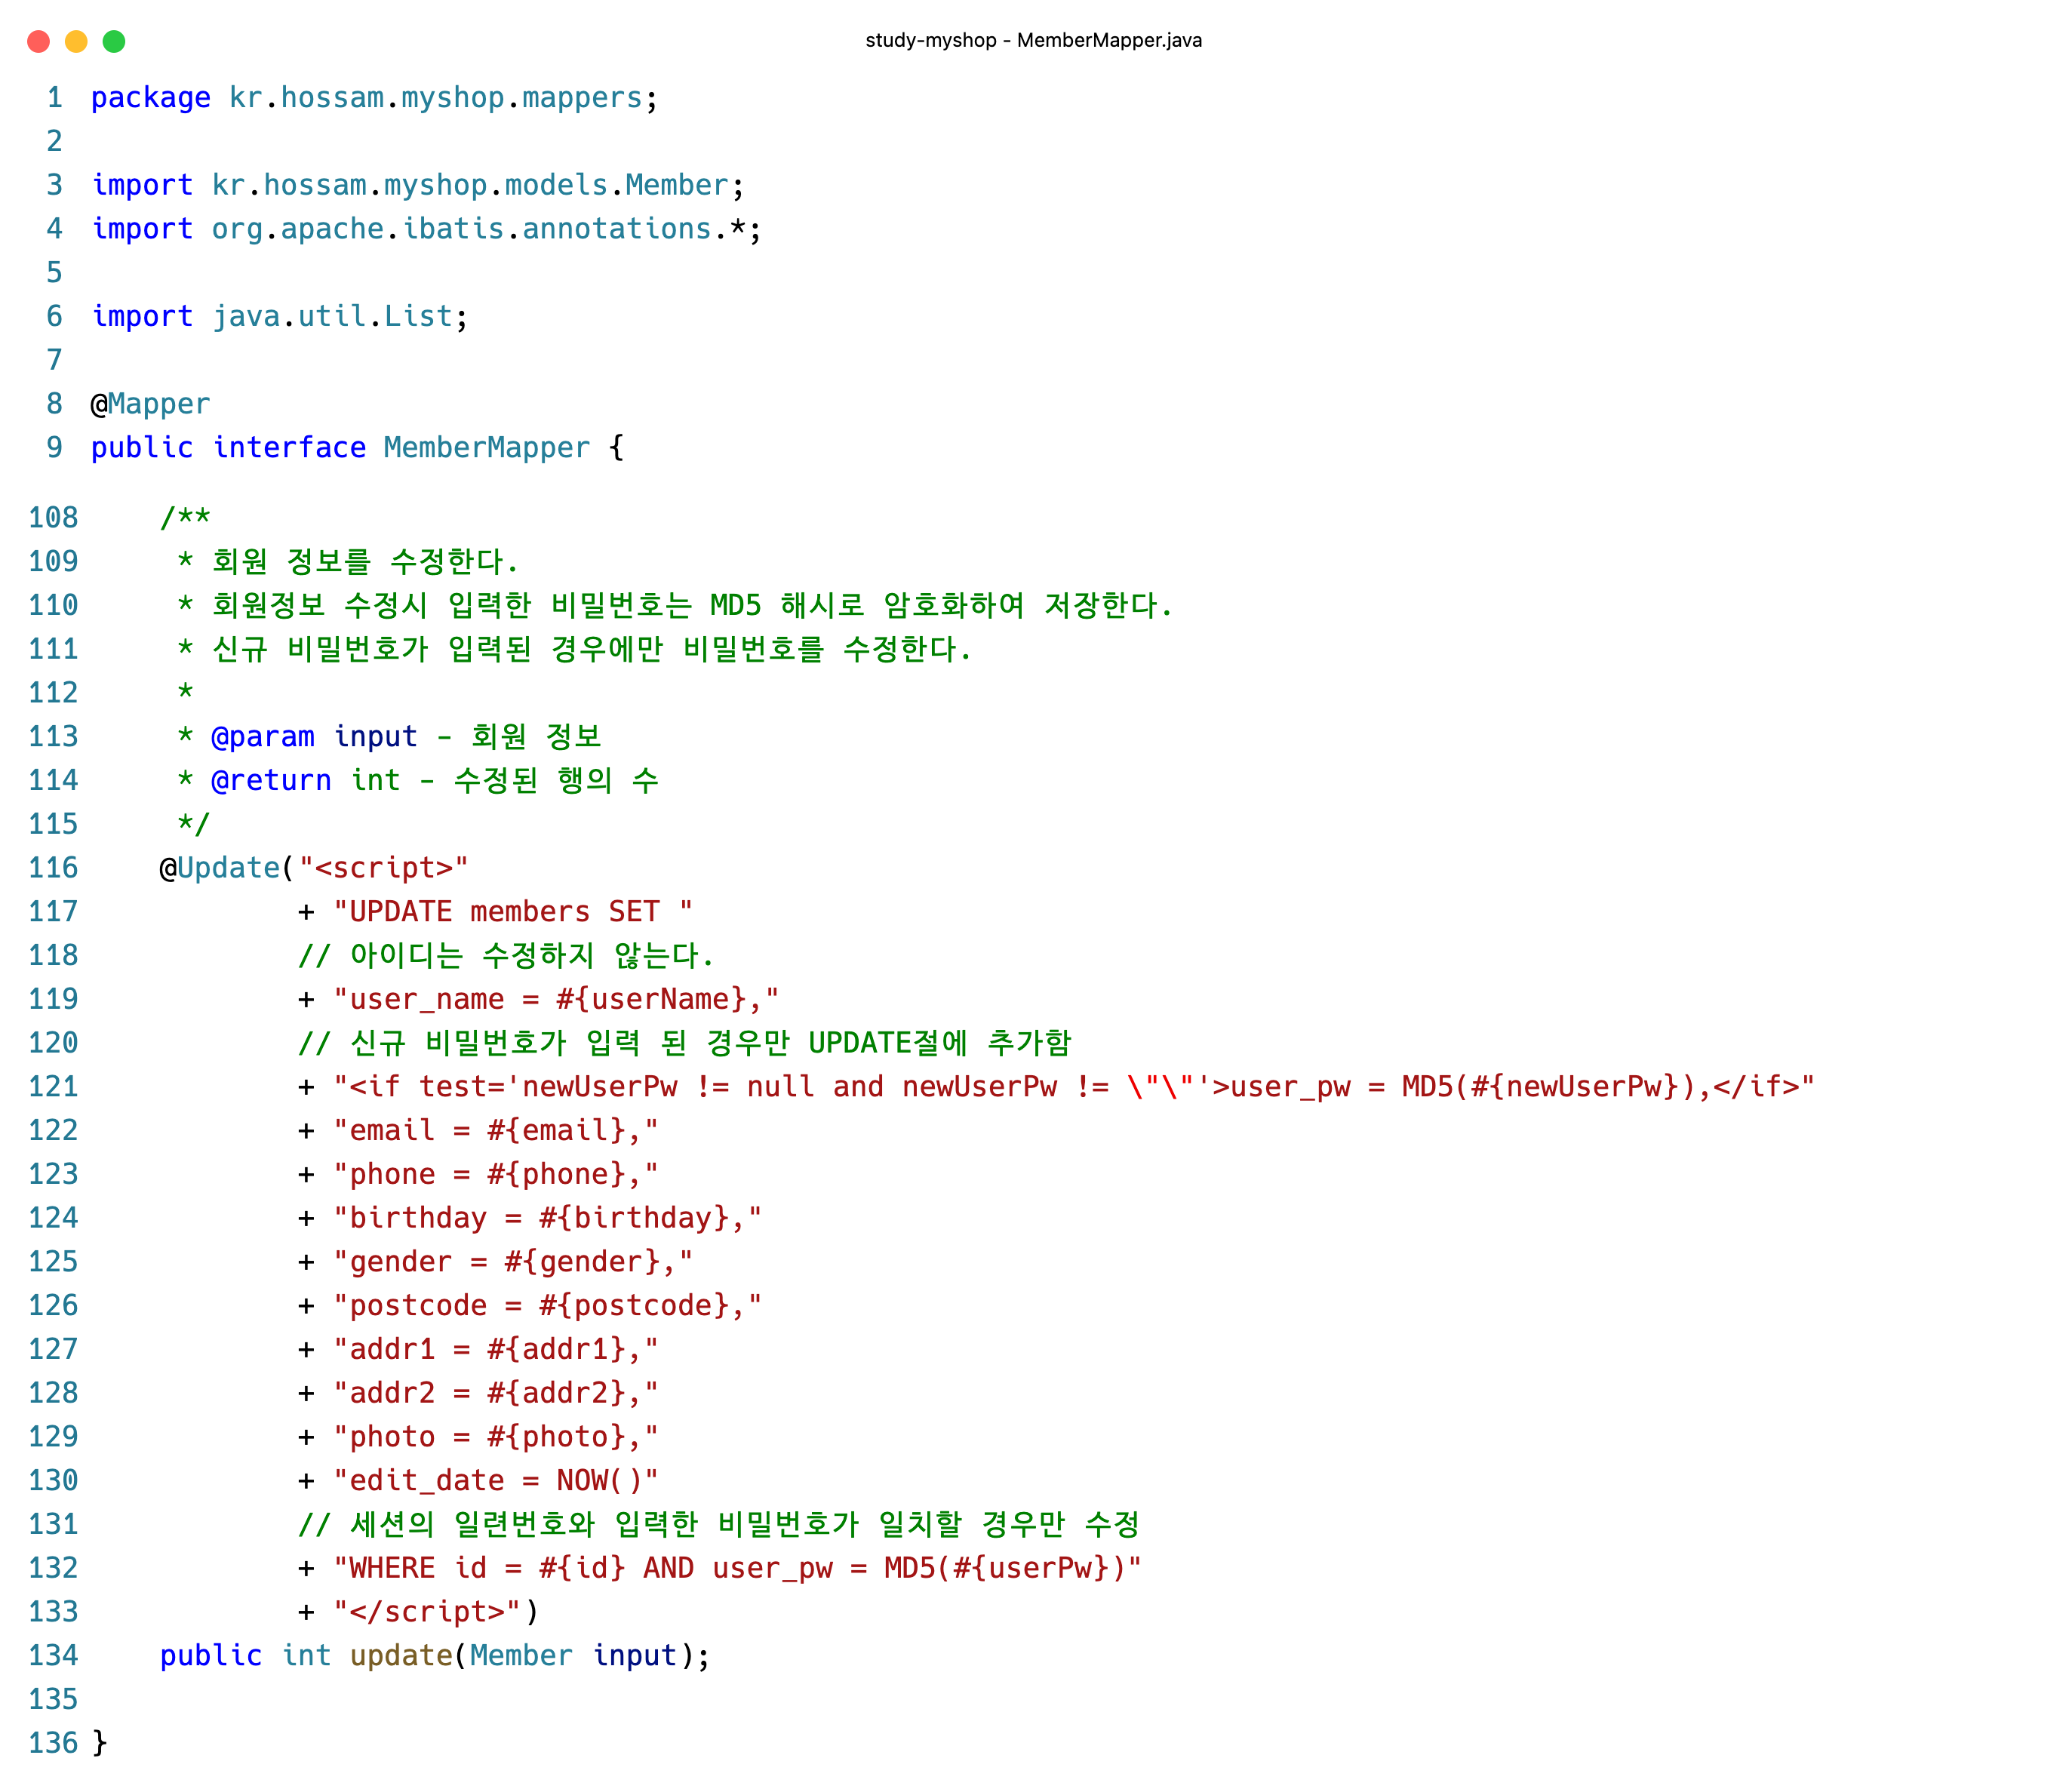 study-myshop - MemberMapper.java
1 package kr.hossam.myshop.mappers;
2
3 import kr.hossam.myshop.models.Member;
4 import org.apache.ibatis.annotations.*;
5
6 import java.util.List;
7
8 @Mapper
9 public interface MemberMapper {
108     /**
109      * 회원 정보를 수정한다.
110      * 회원정보 수정시 입력한 비밀번호는 MD5 해시로 암호화하여 저장한다.
111      * 신규 비밀번호가 입력된 경우에만 비밀번호를 수정한다.
112      *
113      * @param input - 회원 정보
114      * @return int - 수정된 행의 수
115      */
116     @Update("<script>"
117             + "UPDATE members SET "
118             // 아이디는 수정하지 않는다.
119             + "user_name = #{userName},"
120             // 신규 비밀번호가 입력 된 경우만 UPDATE절에 추가함
121             + "<if test='newUserPw != null and newUserPw != \"\"'>user_pw = MD5(#{newUserPw}),</if>"
122             + "email = #{email},"
123             + "phone = #{phone},"
124             + "birthday = #{birthday},"
125             + "gender = #{gender},"
126             + "postcode = #{postcode},"
127             + "addr1 = #{addr1},"
128             + "addr2 = #{addr2},"
129             + "photo = #{photo},"
130             + "edit_date = NOW()"
131             // 세션의 일련번호와 입력한 비밀번호가 일치할 경우만 수정
132             + "WHERE id = #{id} AND user_pw = MD5(#{userPw})"
133             + "</script>")
134     public int update(Member input);
135
136 }